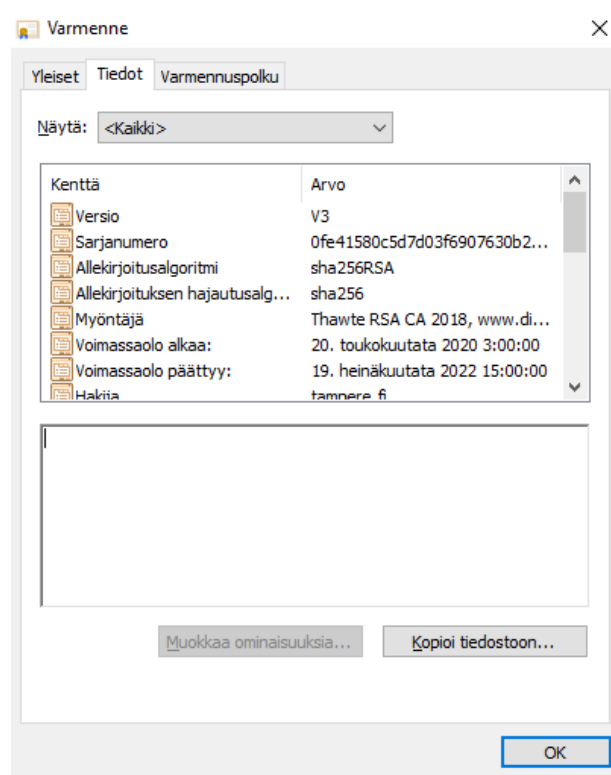 Varmenne
Yleiset Tiedot Varmennuspolku
Näytä: <Kaikki>
Kenttä Arvo
Versio V3
Sarjanumero 0fe41580c5d7d03f6907630b2...
Allekirjoitusalgoritmi sha256RSA
Allekirjoituksen hajautusalg... sha256
Myöntäjä Thawte RSA CA 2018, www.di...
Voimassaolo alkaa: 20. toukokuutata 2020 3:00:00
Voimassaolo päättyy: 19. heinäkuutata 2022 15:00:00
Hakija tampere.fi
Muokkaa ominaisuuksia... Kopioi tiedostoon...
OK